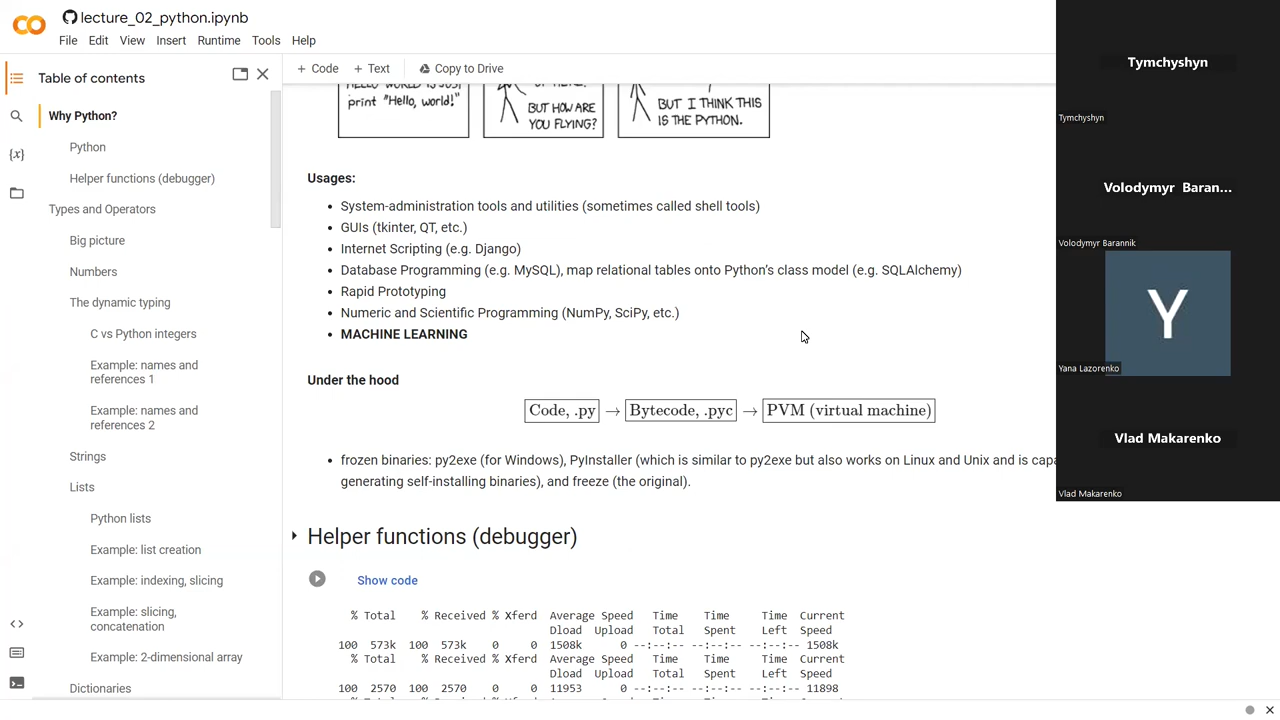 lecture_02_python.ipynb
File Edit View Insert Runtime Tools Help
Table of contents
Why Python?
Python
Helper functions (debugger)
Types and Operators
Big picture
Numbers
The dynamic typing
C vs Python integers
Example: names and
references 1
Example: names and
references 2
Strings
Lists
Python lists
Example: list creation
Example: indexing, slicing
Example: slicing,
concatenation
Example: 2-dimensional array
Dictionaries
{x}
+ Code + Text Copy to Drive
print "Hello, world!"
BUT HOW ARE
YOU FLYING?
BUT I THINK THIS
IS THE PYTHON.
Usages:
• System-administration tools and utilities (sometimes called shell tools)
• GUIs (tkinter, QT, etc.)
• Internet Scripting (e.g. Django)
• Database Programming (e.g. MySQL), map relational tables onto Python's class model (e.g. SQLAlchemy)
• Rapid Prototyping
• Numeric and Scientific Programming (NumPy, SciPy, etc.)
• MACHINE LEARNING
Under the hood
Code, .py → Bytecode, .pyc → PVM (virtual machine)
• frozen binaries: py2exe (for Windows), PyInstaller (which is similar to py2exe but also works on Linux and Unix and is
generating self-installing binaries), and freeze (the original).
Helper functions (debugger)
Show code
% Total % Received % Xferd Average Speed Time Time Time Current
Dload Upload Total Spent Left Speed
100 573k 100 573k 0 0 1508k 0 --:--:-- --:--:-- --:--:-- 1508k
% Total % Received % Xferd Average Speed Time Time Time Current
Dload Upload Total Spent Left Speed
100 2570 100 2570 0 0 11953 0 --:--:-- --:--:-- --:--:-- 11898
Tymchyshyn
Tymchyshyn
Volodymyr Baran...
Volodymyr Barannik
Y
Yana Lazorenko
Vlad Makarenko
Vlad Makarenko